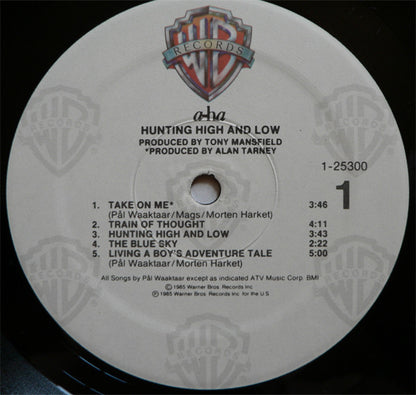 WB
RECORDS
a-ha
HUNTING HIGH AND LOW
PRODUCED BY TONY MANSFIELD
*PRODUCED BY ALAN TARNEY
1-25300
1
1. TAKE ON ME* 3:46
(Pål Waaktaar/Mags/Morten Harket)
2. TRAIN OF THOUGHT 4:11
3. HUNTING HIGH AND LOW 3:43
4. THE BLUE SKY 2:22
5. LIVING A BOY'S ADVENTURE TALE 5:00
(Pål Waaktaar/Morten Harket)
All Songs by Pål Waaktaar except as indicated ATV Music Corp. BMI
©1985 Warner Bros. Records Inc.
℗1985 Warner Bros. Records Inc. for the U.S.